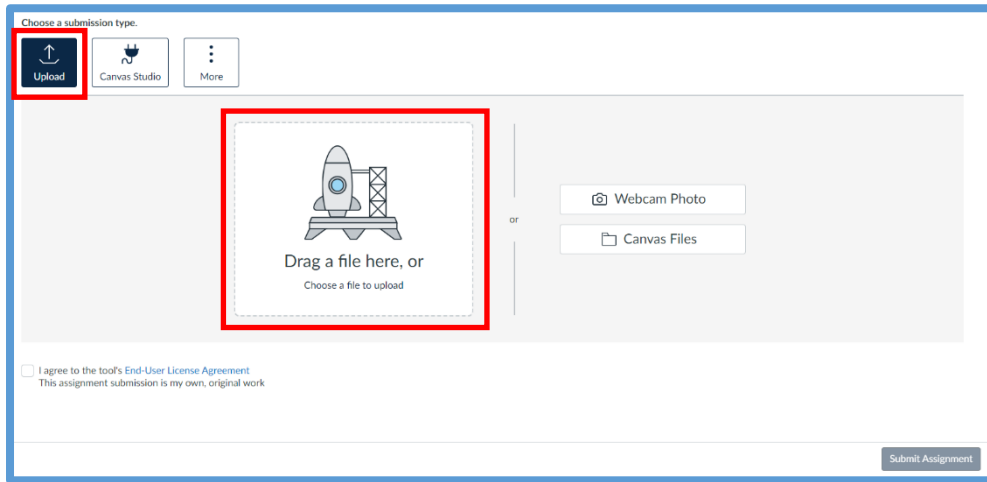 Choose a submission type.
Upload
Canvas Studio
More
Drag a file here, or
Choose a file to upload
or
Webcam Photo
Canvas Files
I agree to the tool's End-User License Agreement
This assignment submission is my own, original work
Submit Assignment